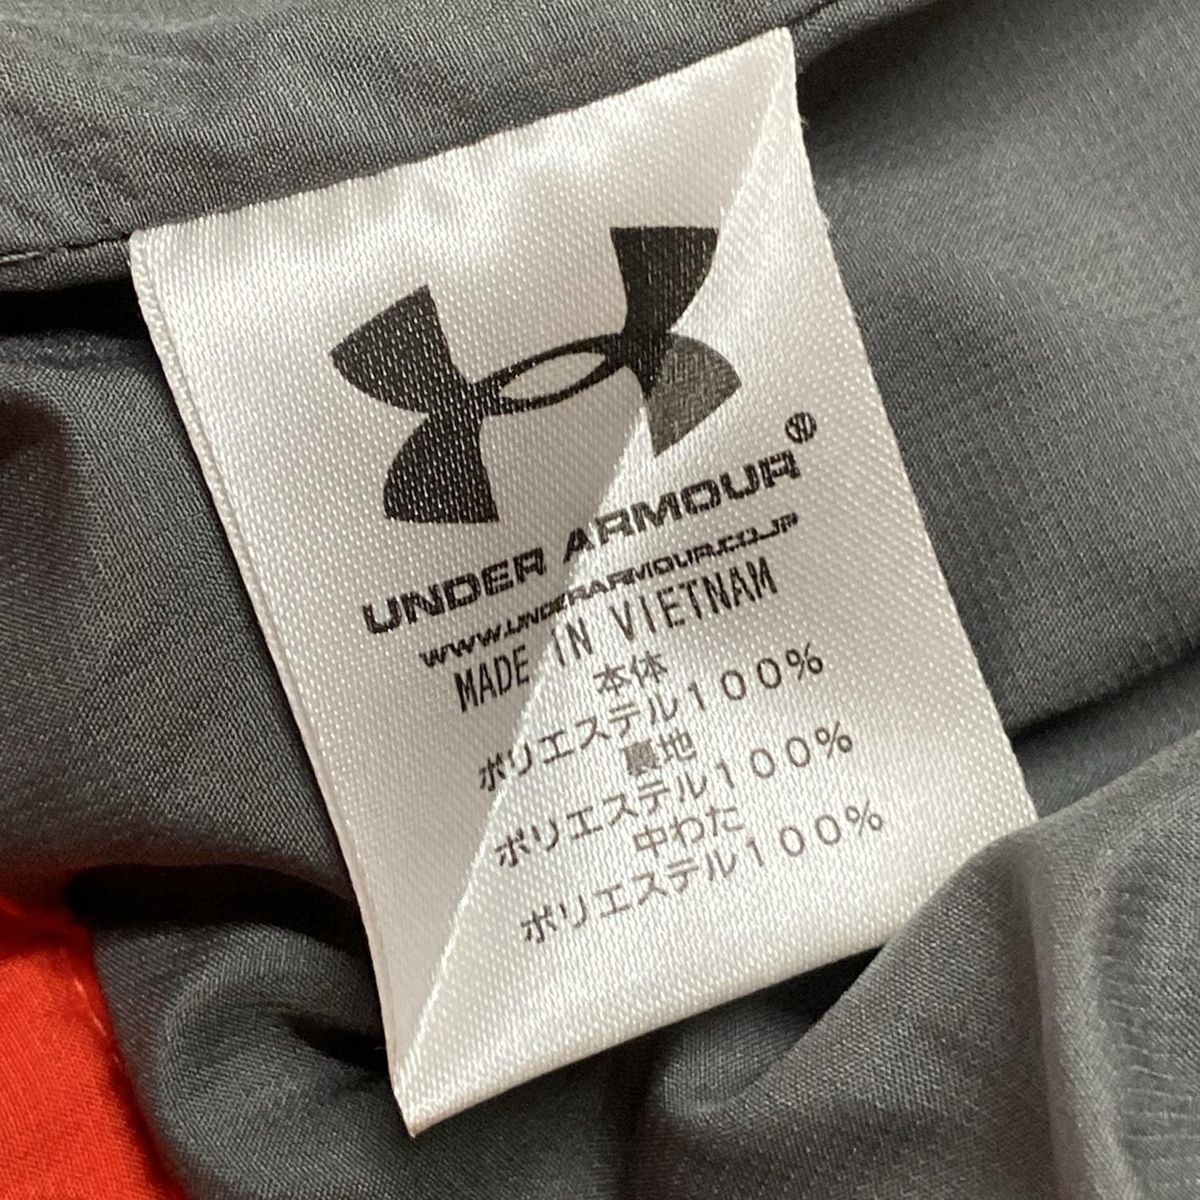 UNDER ARMOUR®
WWW.UNDERARMOUR.CO.JP
MADE IN VIETNAM
本体
ポリエステル100%
裏地
ポリエステル100%
中わた
ポリエステル100%